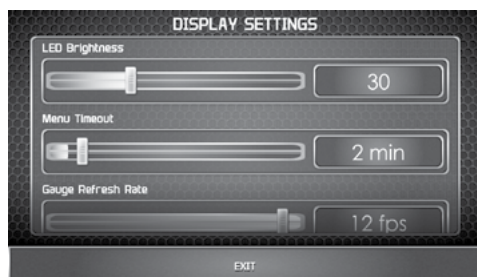 DISPLAY SETTINGS
LED Brightness
30
Menu Timeout
2 min
Gauge Refresh Rate
12 fps
EXIT